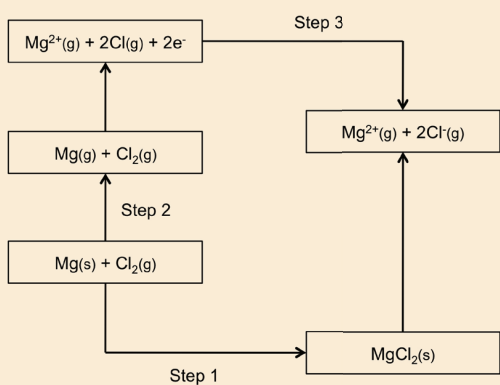 Step 3
Mg²⁺(g) + 2Cl(g) + 2e⁻
Mg²⁺(g) + 2Cl⁻(g)
Mg(g) + Cl₂(g)
Step 2
Mg(s) + Cl₂(g)
MgCl₂(s)
Step 1